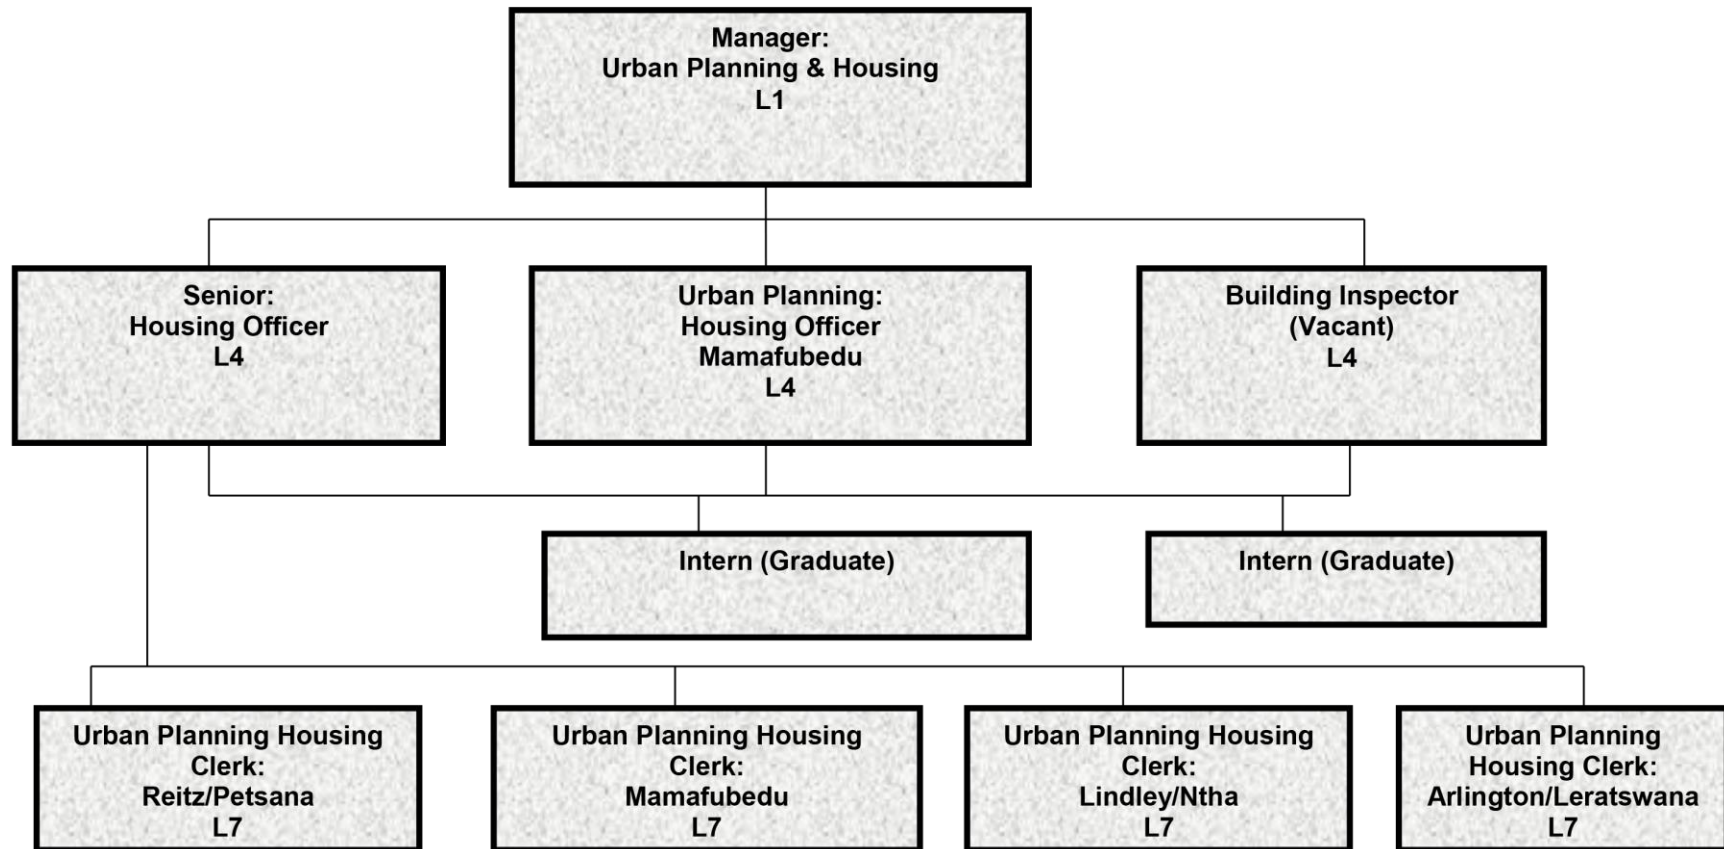 Manager:
Urban Planning & Housing
L1
Senior:
Housing Officer
L4
Urban Planning:
Housing Officer
Mamafubedu
L4
Building Inspector
(Vacant)
L4
Intern (Graduate)
Intern (Graduate)
Urban Planning Housing
Clerk:
Reitz/Petsana
L7
Urban Planning Housing
Clerk:
Mamafubedu
L7
Urban Planning Housing
Clerk:
Lindley/Ntha
L7
Urban Planning
Housing Clerk:
Arlington/Leratswana
L7